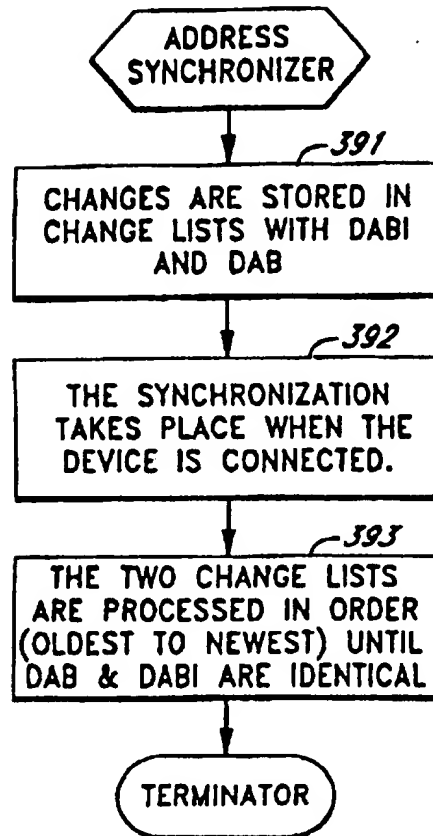 ADDRESS
SYNCHRONIZER
391
CHANGES ARE STORED IN
CHANGE LISTS WITH DABI
AND DAB
392
THE SYNCHRONIZATION
TAKES PLACE WHEN THE
DEVICE IS CONNECTED.
393
THE TWO CHANGE LISTS
ARE PROCESSED IN ORDER
(OLDEST TO NEWEST) UNTIL
DAB & DABI ARE IDENTICAL
TERMINATOR